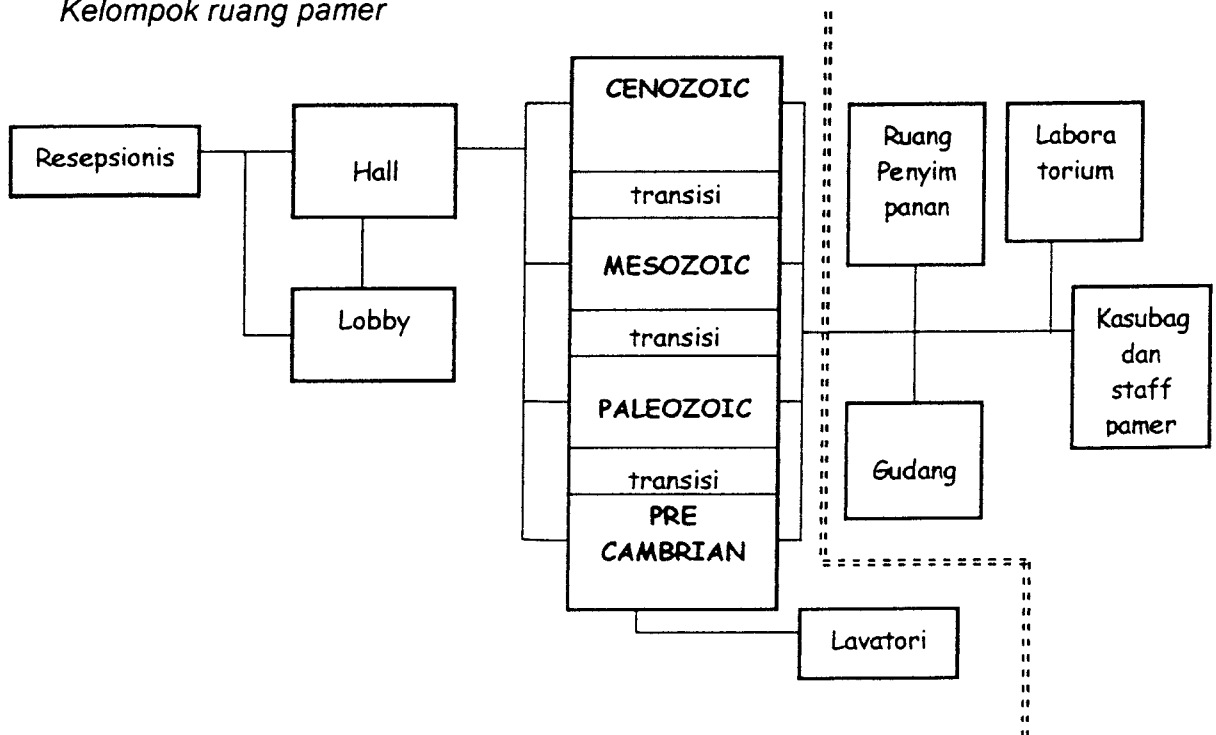 Kelompok ruang pamer
Resepsionis
Hall
Lobby
CENOZOIC
transisi
MESOZOIC
transisi
PALEOZOIC
transisi
PRE
CAMBRIAN
Ruang
Penyim
panan
Labora
torium
Kasubag
dan
staff
pamer
Gudang
Lavatori